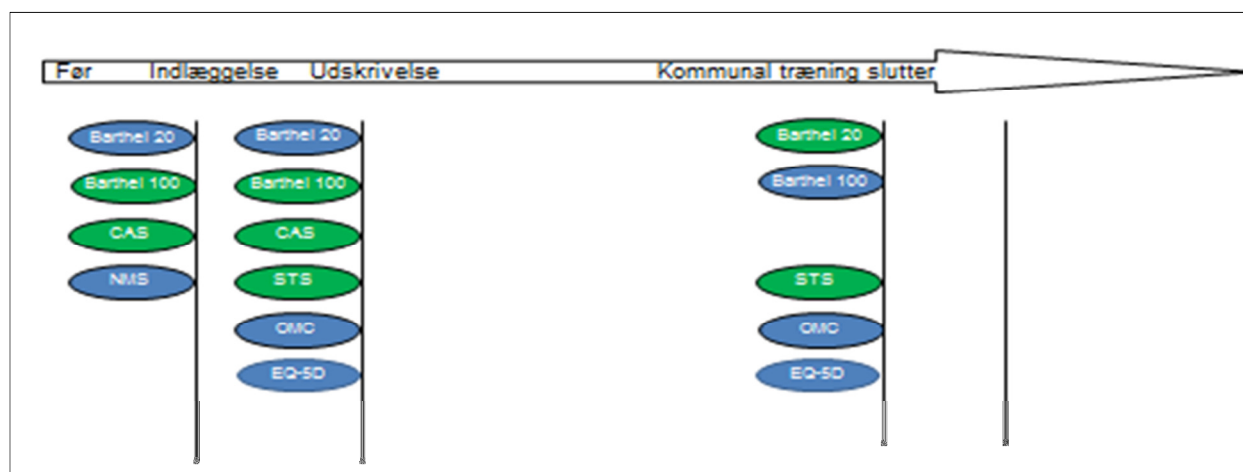 Før Indlæggelse Udskrivelse Kommunal træning slutter
Barthel 20 Barthel 20 Barthel 20
Barthel 100 Barthel 100 Barthel 100
CAS CAS
NMS STS STS
OMC OMC
EQ-5D EQ-5D